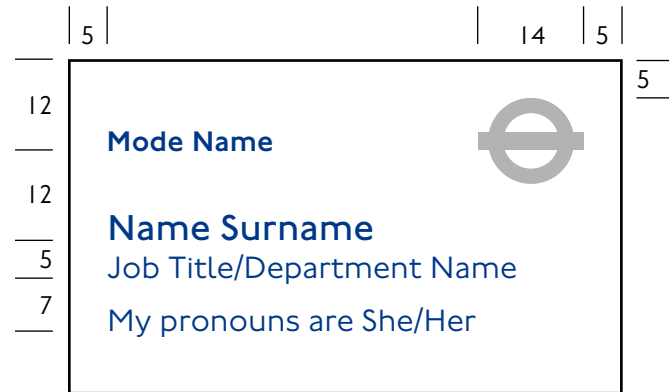 5 14 5
5
12
Mode Name
12
Name Surname
5
Job Title/Department Name
7
My pronouns are She/Her